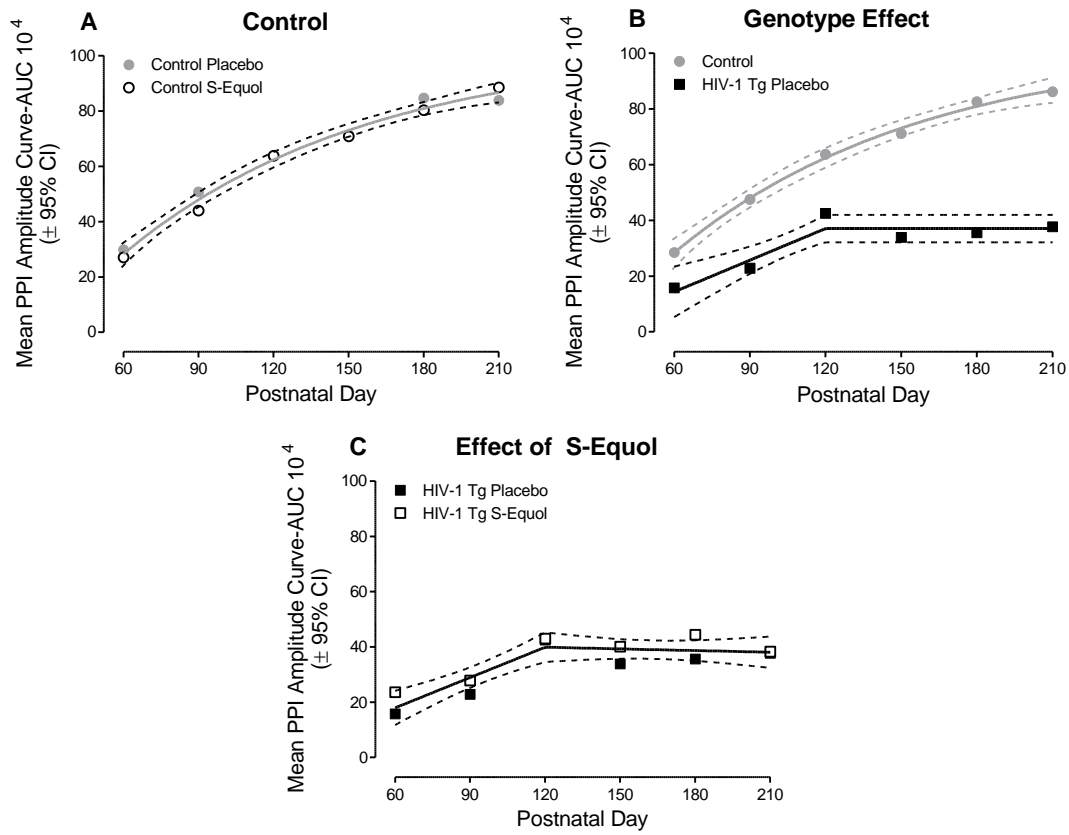 A
Control
Mean PPI Amplitude Curve-AUC 10^4
(± 95% CI)
100
80
60
40
20
0
Control Placebo
Control S-Equol
60 90 120 150 180 210
Postnatal Day
B
Genotype Effect
Mean PPI Amplitude Curve-AUC 10^4
(± 95% CI)
100
80
60
40
20
0
Control
HIV-1 Tg Placebo
60 90 120 150 180 210
Postnatal Day
C
Effect of S-Equol
Mean PPI Amplitude Curve-AUC 10^4
(± 95% CI)
100
80
60
40
20
0
HIV-1 Tg Placebo
HIV-1 Tg S-Equol
60 90 120 150 180 210
Postnatal Day